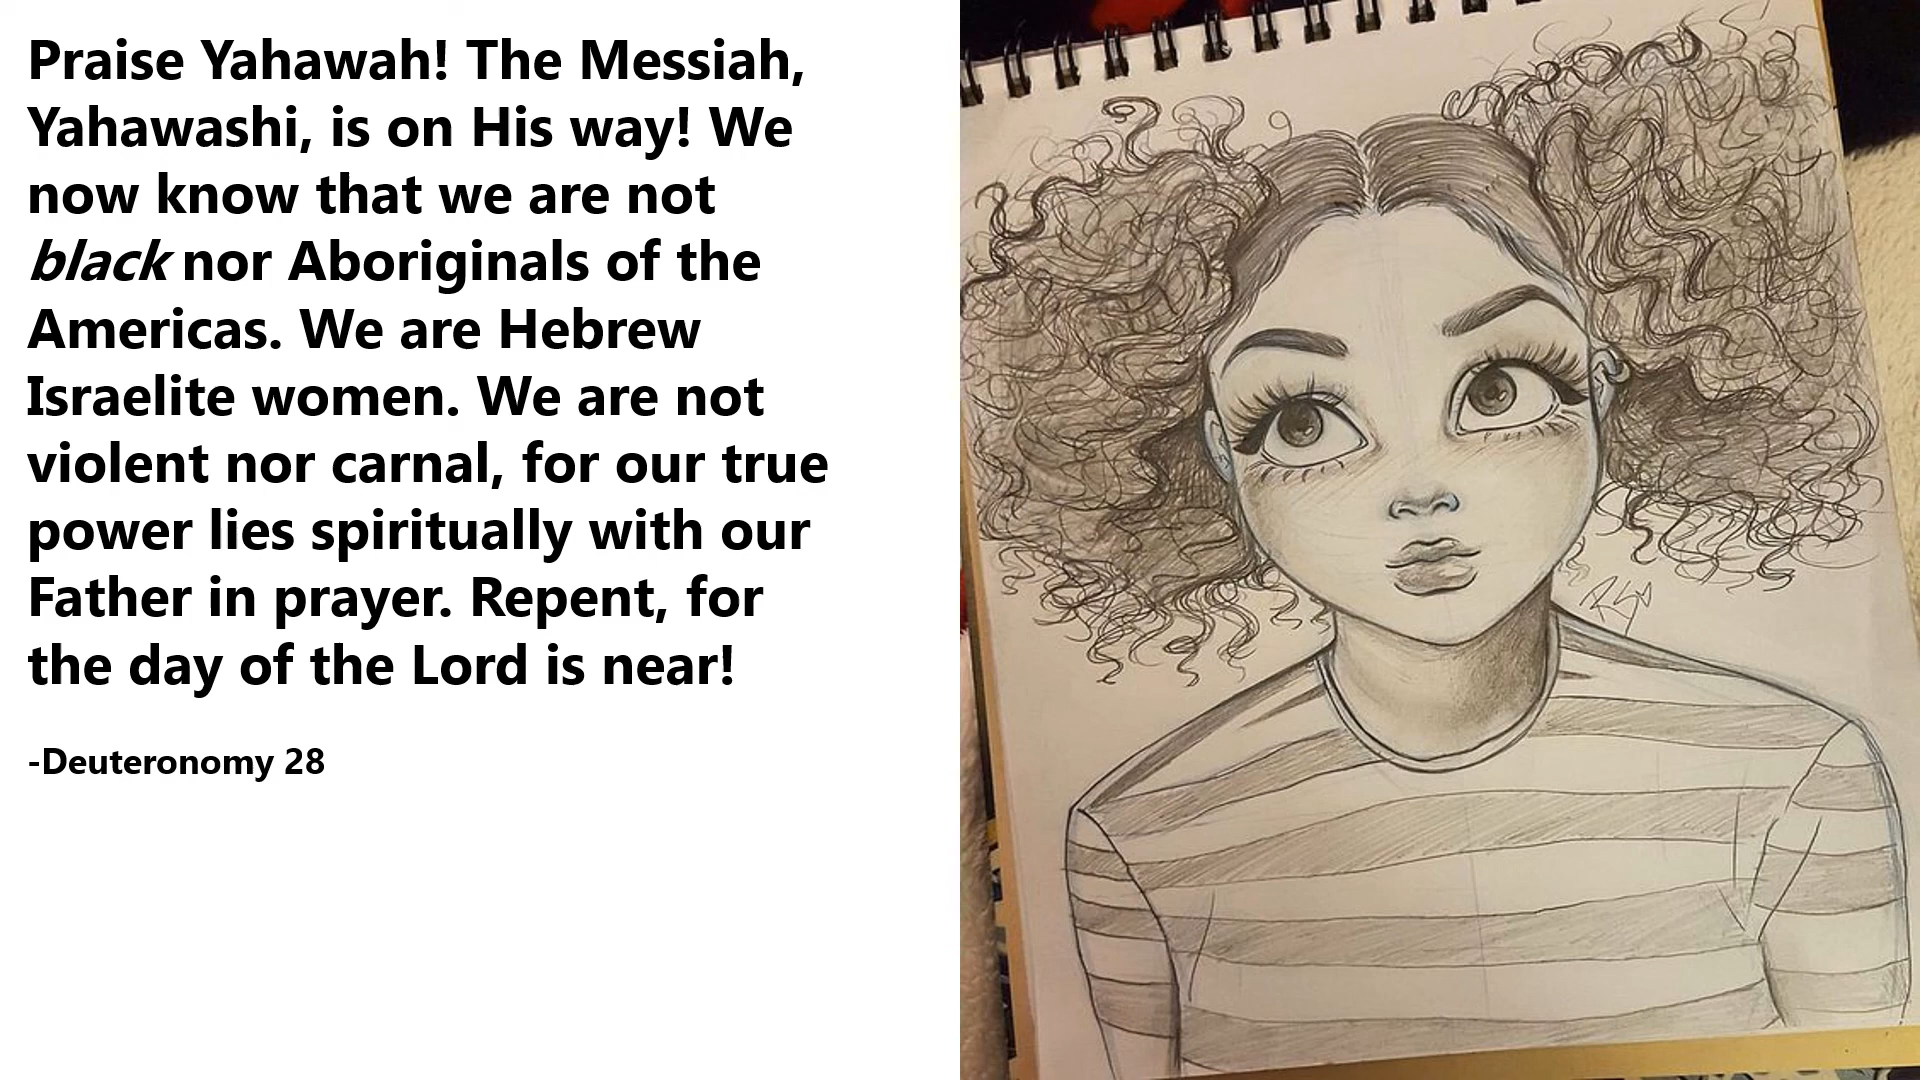 Praise Yahawah! The Messiah,
Yahawashi, is on His way! We
now know that we are not
black nor Aboriginals of the
Americas. We are Hebrew
Israelite women. We are not
violent nor carnal, for our true
power lies spiritually with our
Father in prayer. Repent, for
the day of the Lord is near!
-Deuteronomy 28